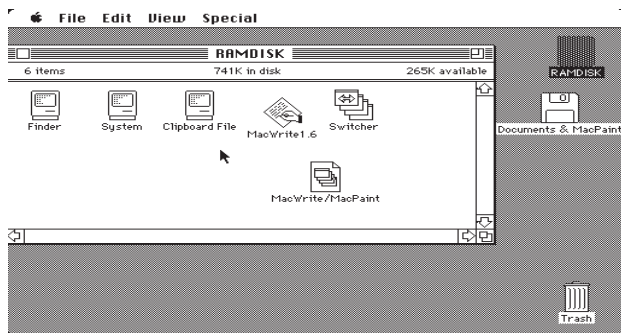 File Edit View Special
RAMDISK
6 items 741K in disk 265K available
RAMDISK
Finder System Clipboard File MacWrite1.6 Switcher
Documents & MacPaint
MacWrite/MacPaint
Trash